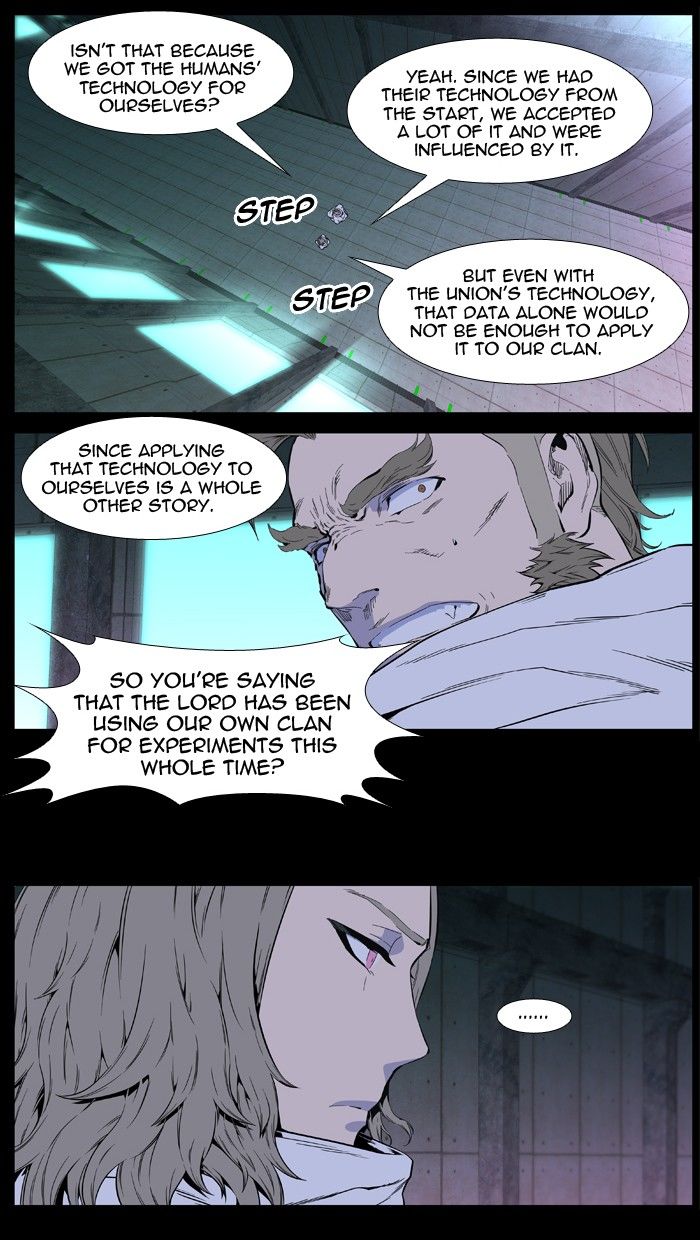 ISN'T THAT BECAUSE
WE GOT THE HUMANS'
TECHNOLOGY FOR
OURSELVES?
YEAH. SINCE WE HAD
THEIR TECHNOLOGY FROM
THE START, WE ACCEPTED
A LOT OF IT AND WERE
INFLUENCED BY IT.
STEP
STEP
BUT EVEN WITH
THE UNION'S TECHNOLOGY,
THAT DATA ALONE WOULD
NOT BE ENOUGH TO APPLY
IT TO OUR CLAN.
SINCE APPLYING
THAT TECHNOLOGY TO
OURSELVES IS A WHOLE
OTHER STORY.
SO YOU'RE SAYING
THAT THE LORD HAS BEEN
USING OUR OWN CLAN
FOR EXPERIMENTS THIS
WHOLE TIME?
......